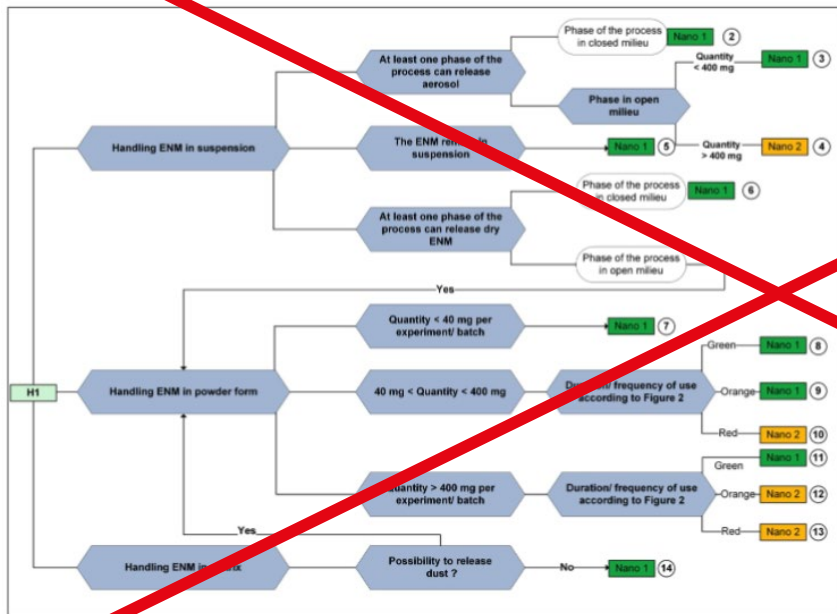 Phase of the process
in closed milieu
Nano 1
2
At least one phase of the
process can release
aerosol
Quantity
< 400 mg
Nano 1
3
Phase in open
milieu
Handling ENM in suspension
The ENM in
suspension
Nano 1
5
Quantity
> 400 mg
Nano 2
4
Phase of the process
in closed milieu
Nano 1
6
At least one phase of the
process can release dry
ENM
Phase of the process
in open milieu
Yes
Quantity < 40 mg per
experiment/ batch
Nano 1
7
Green
Nano 1
8
H1
Handling ENM in powder form
40 mg < Quantity < 400 mg
Duration/ frequency of use
according to Figure 2
Orange
Nano 1
9
Red
Nano 2
10
Nano 1
11
Green
Quantity > 400 mg per
experiment/ batch
Duration/ frequency of use
according to Figure 2
Orange
Nano 2
12
Red
Nano 2
13
Yes
Handling ENM in
Possibility to release
dust ?
No
Nano 1
14